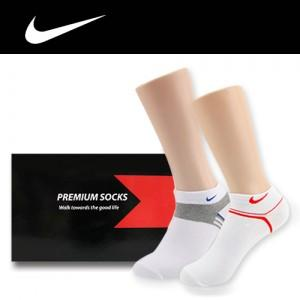 PREMIUM SOCKS
Walk towards the good life